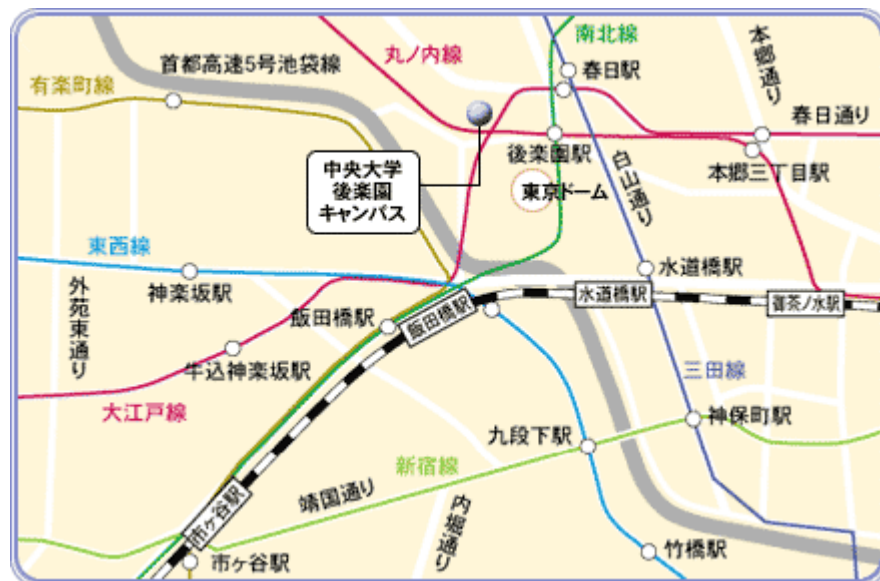 南北線
丸ノ内線
本郷通り
首都高速5号池袋線
春日駅
有楽町線
春日通り
後楽園駅
本郷三丁目駅
中央大学
後楽園
キャンパス
白山通り
東京ドーム
東西線
水道橋駅
神楽坂駅
外苑東通り
水道橋駅
御茶ノ水駅
飯田橋駅
飯田橋駅
牛込神楽坂駅
三田線
大江戸線
神保町駅
九段下駅
新宿線
靖国通り
内堀通り
市ヶ谷駅
竹橋駅
市ヶ谷駅